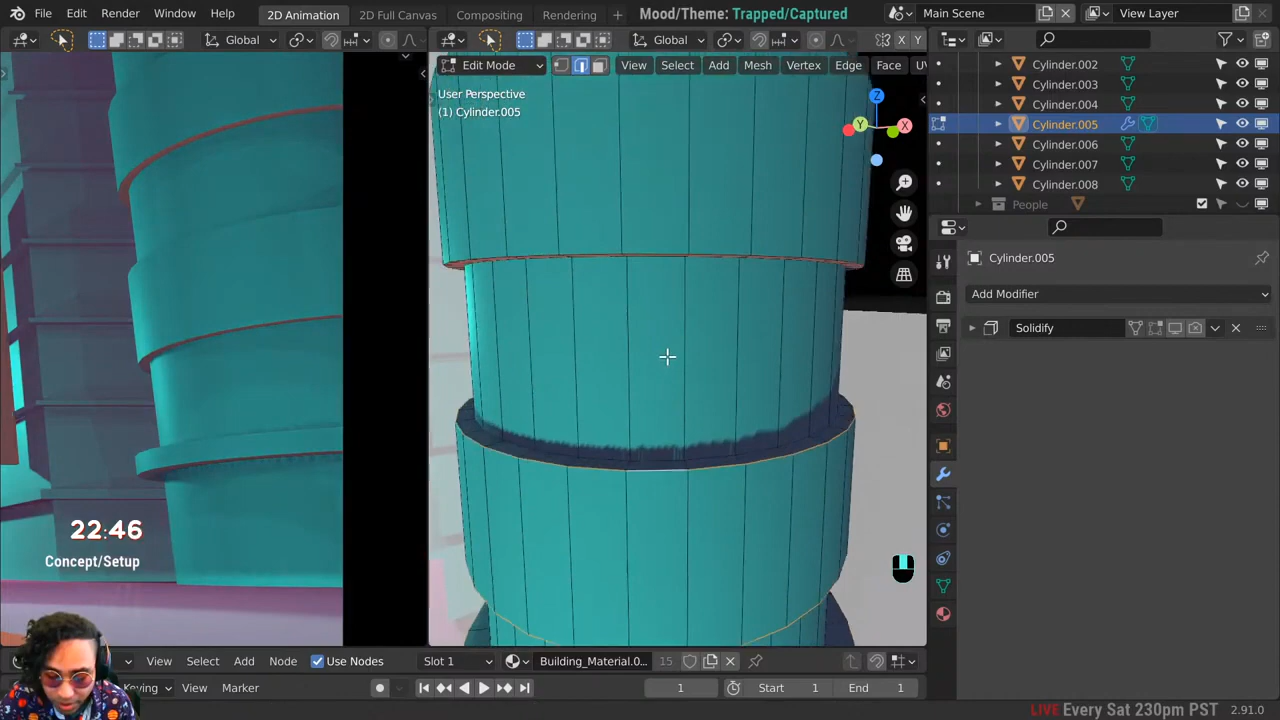 File Edit Render Window Help
2D Animation 2D Full Canvas Compositing Rendering +
Mood/Theme: Trapped/Captured
Main Scene
View Layer
Global
Global
X Y
Edit Mode
View Select Add Mesh Vertex Edge Face U
User Perspective
(1) Cylinder.005
Z
Y
X
Cylinder.002
Cylinder.003
Cylinder.004
Cylinder.005
Cylinder.006
Cylinder.007
Cylinder.008
People
Cylinder.005
Add Modifier
Solidify
22:46
Concept/Setup
View Select Add Node Use Nodes Slot 1 Building_Material.0... 15
Keying View Marker 1 Start 1 End 1
LIVE Every Sat 230pm PST 2.91.0